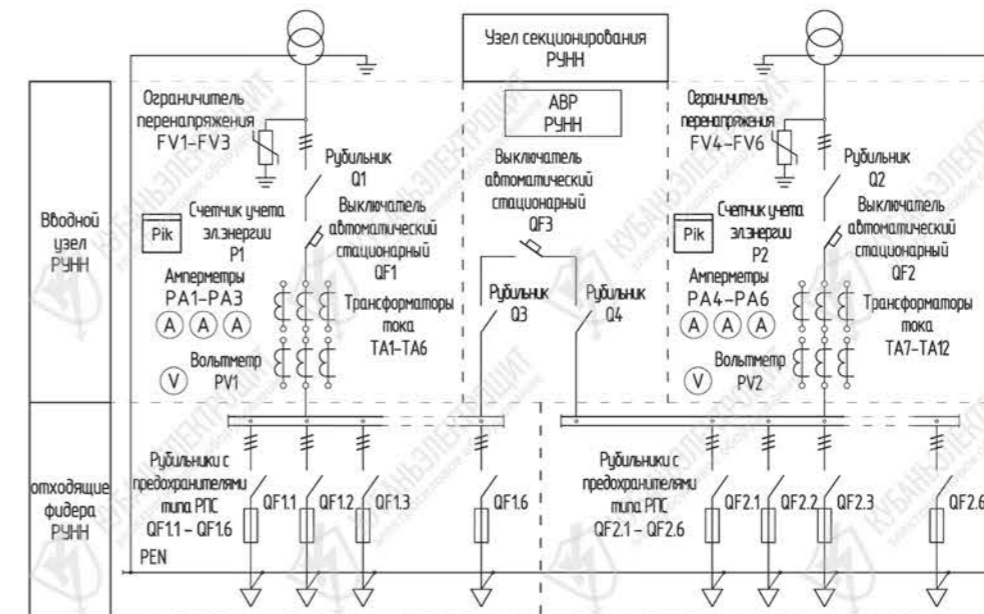 Узел секционирования
РУНН
АВР
РУНН
Вводной
узел
РУНН
отходящие
фидера
РУНН
Ограничитель
перенапряжения
FV1-FV3
Рубильник
Q1
Счетчик учета
эл.энергии
P1
Pik
Выключатель
автоматический
стационарный
QF1
Амперметры
PA1-PA3
A A A
Трансформаторы
тока
TA1-TA6
Вольтметр
PV1
V
Выключатель
автоматический
стационарный
QF3
Рубильник
Q3
Рубильник
Q4
Ограничитель
перенапряжения
FV4-FV6
Рубильник
Q2
Счетчик учета
эл.энергии
P2
Pik
Выключатель
автоматический
стационарный
QF2
Амперметры
PA4-PA6
A A A
Трансформаторы
тока
TA7-TA12
Вольтметр
PV2
V
Рубильники с
предохранителями
типа РПС
QF1.1 - QF1.6
QF1.1 QF1.2 QF1.3 QF1.6
PEN
Рубильники с
предохранителями
типа РПС
QF2.1 - QF2.6
QF2.1 QF2.2 QF2.3 QF2.6
КУБАНЬЭЛЕКТРОЩИТ